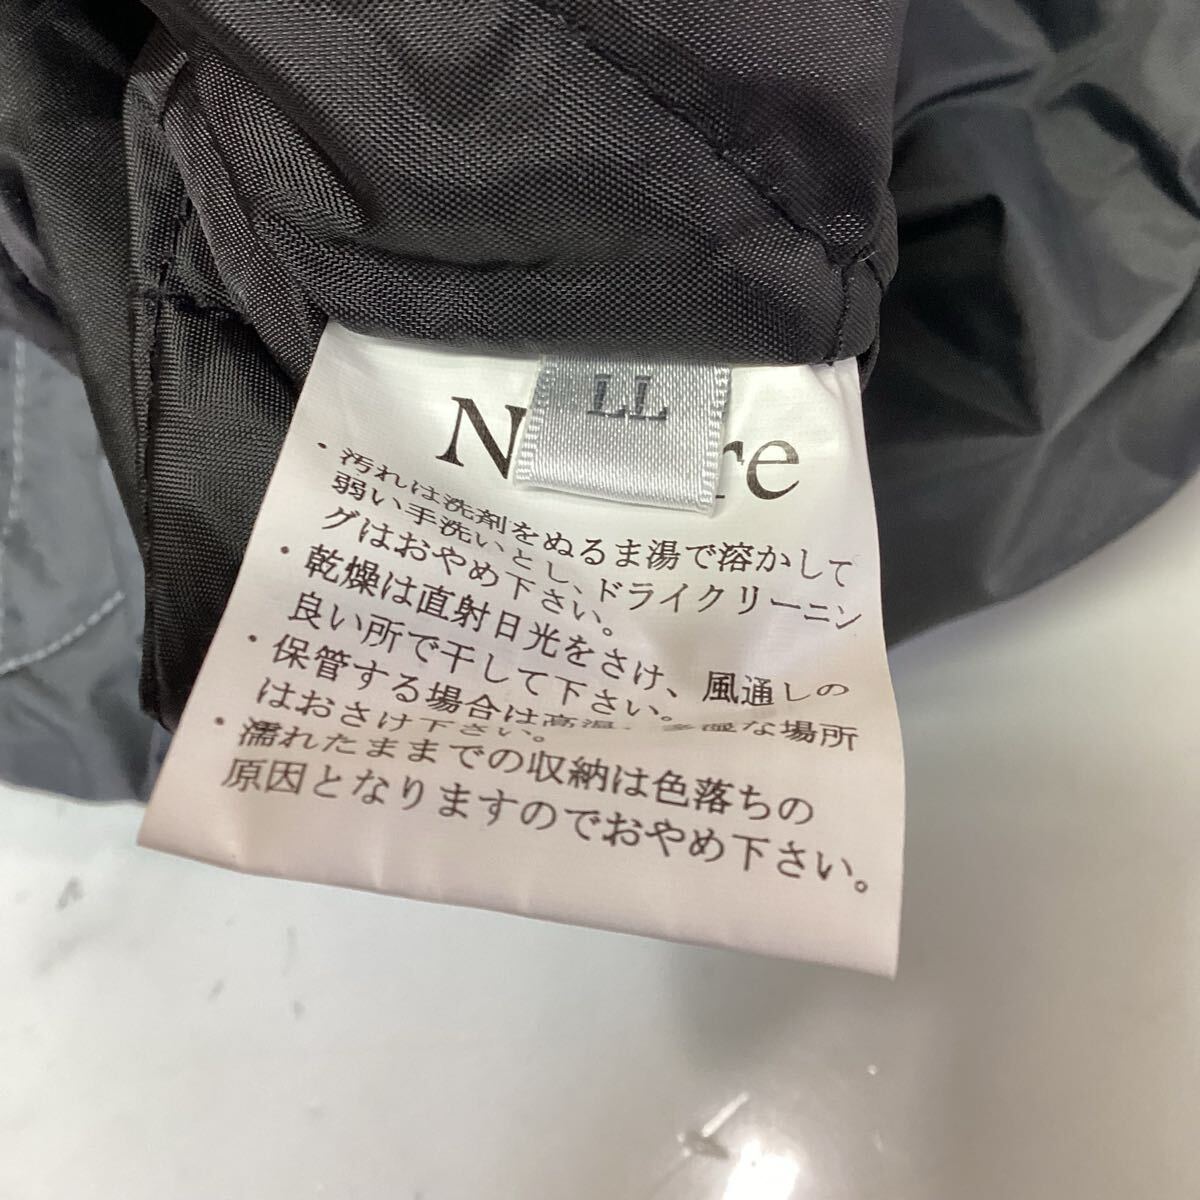 LL
・汚れは洗剤をぬるま湯で溶かして
弱い手洗いとし、ドライクリーニン
グはおやめ下さい。
・乾燥は直射日光をさけ、風通しの
良い所で干して下さい。
・保管する場合は高温・多湿な場所
はおさけ下さい。
・濡れたままでの収納は色落ちの
原因となりますのでおやめ下さい。